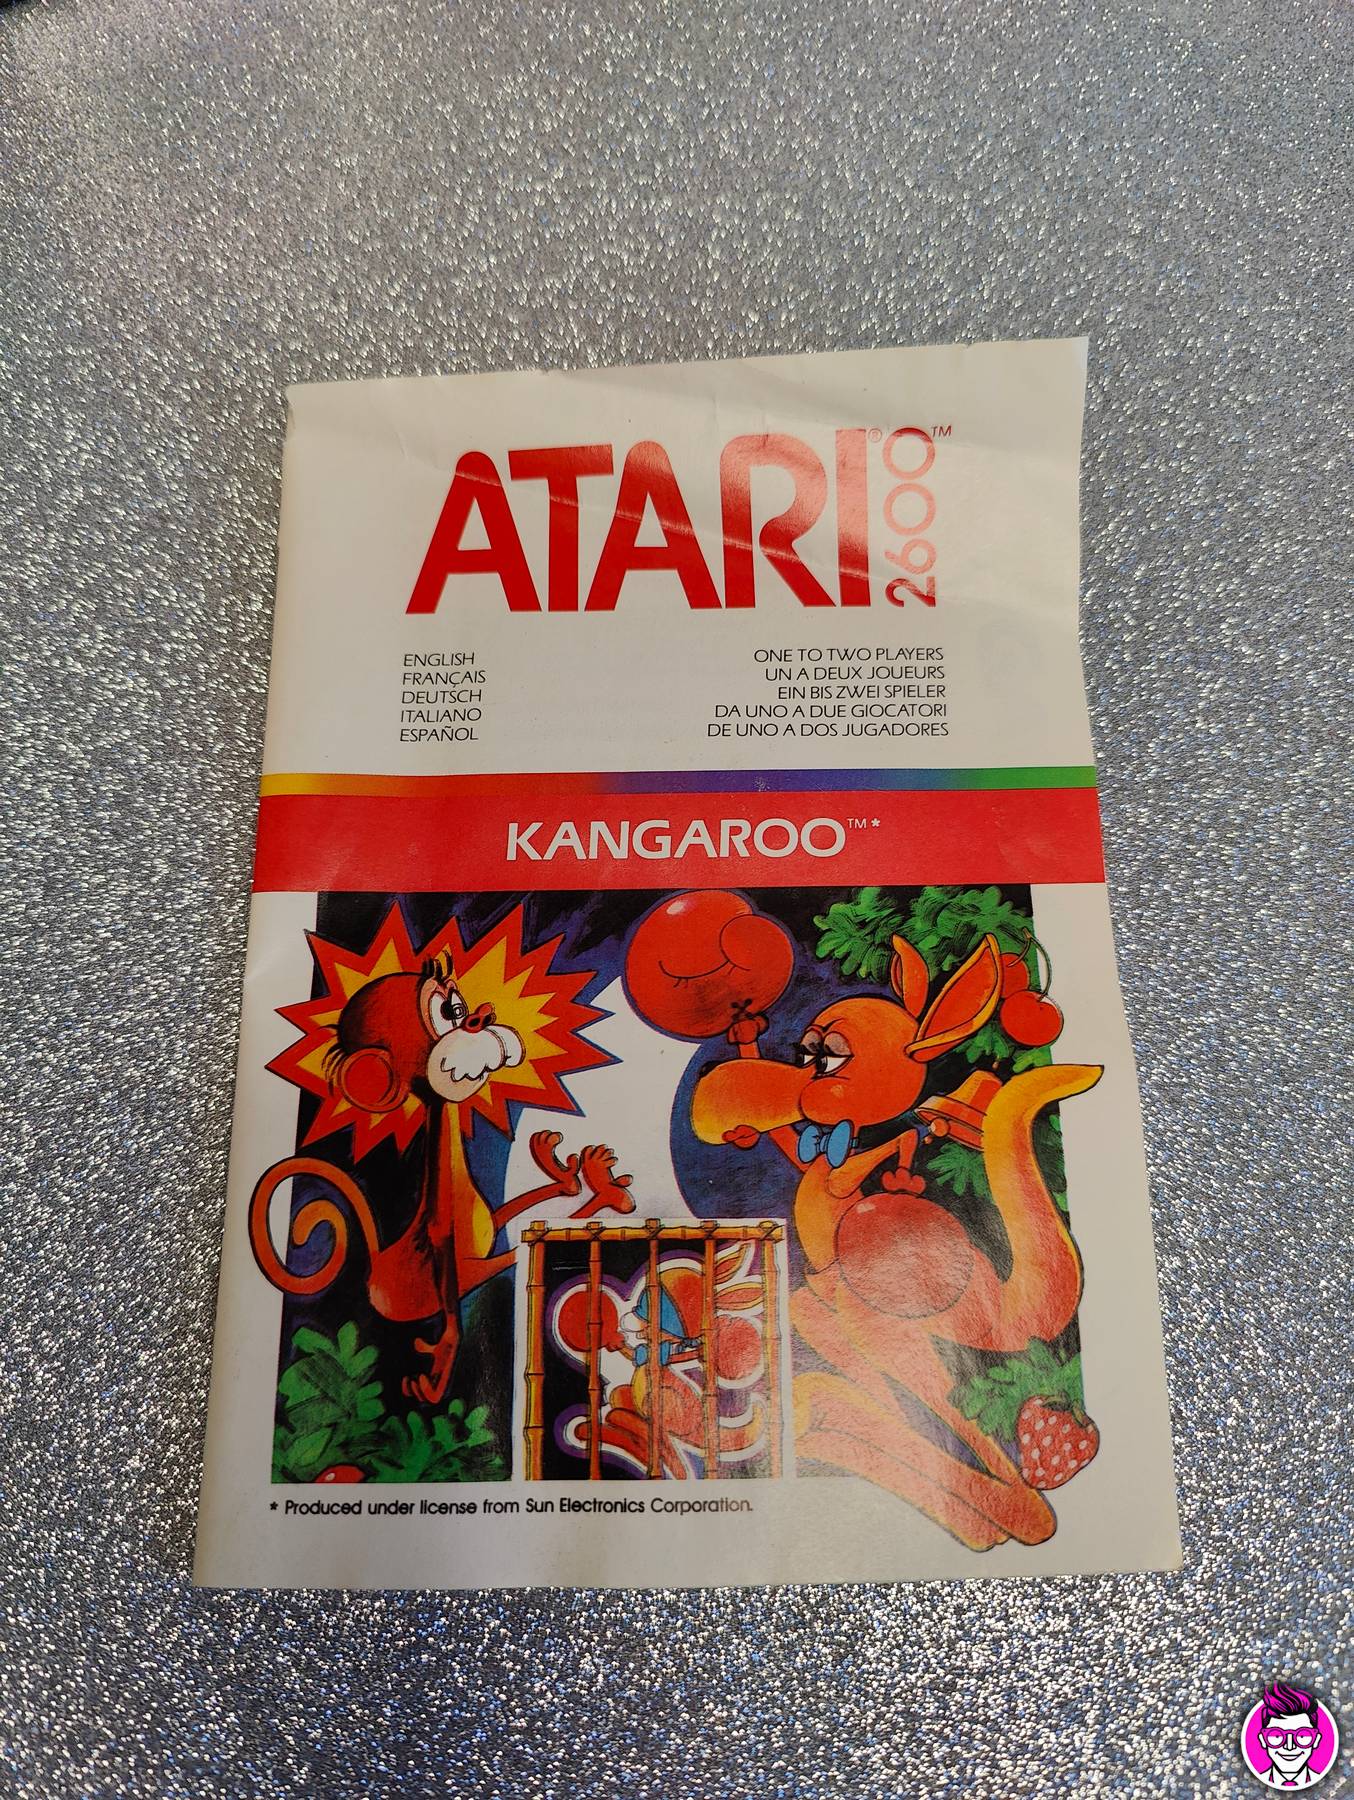 ATARI® 2600™
ENGLISH
FRANÇAIS
DEUTSCH
ITALIANO
ESPAÑOL
ONE TO TWO PLAYERS
UN A DEUX JOUEURS
EIN BIS ZWEI SPIELER
DA UNO A DUE GIOCATORI
DE UNO A DOS JUGADORES
KANGAROO™*
* Produced under license from Sun Electronics Corporation.